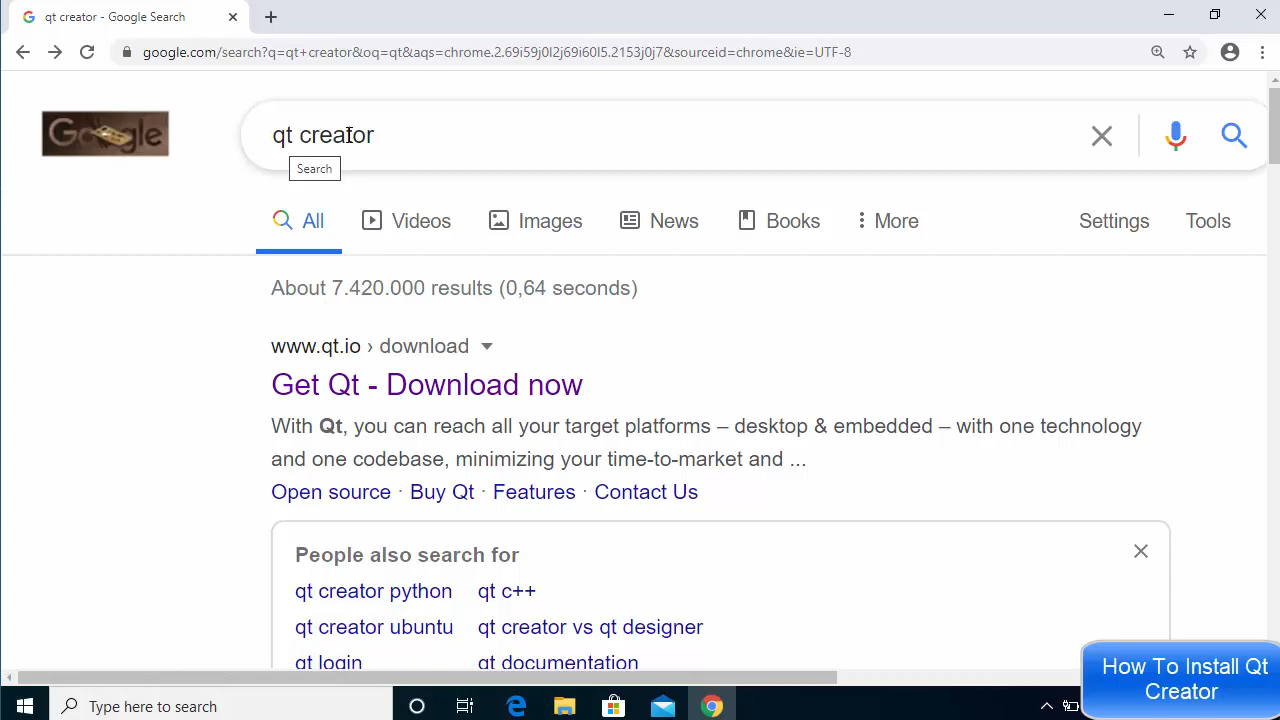 qt creator - Google Search
google.com/search?q=qt+creator&oq=qt&aqs=chrome.2.69i59j0l2j69i60l5.2153j0j7&sourceid=chrome&ie=UTF-8
Google
qt creator
Search
All Videos Images News Books More Settings Tools
About 7.420.000 results (0,64 seconds)
www.qt.io › download
Get Qt - Download now
With Qt, you can reach all your target platforms – desktop & embedded – with one technology
and one codebase, minimizing your time-to-market and ...
Open source · Buy Qt · Features · Contact Us
People also search for
qt creator python qt c++
qt creator ubuntu qt creator vs qt designer
qt login qt documentation
How To Install Qt
Creator
Type here to search